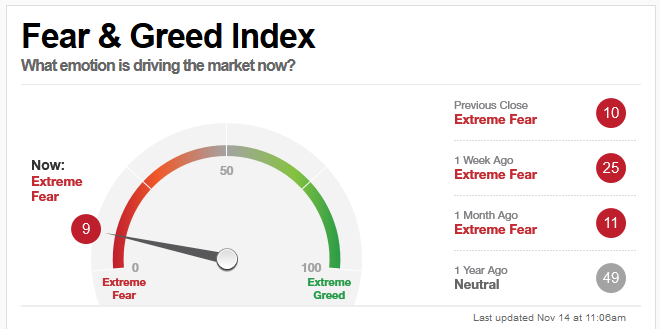 Fear & Greed Index
What emotion is driving the market now?
Now:
Extreme
Fear
9
0
50
100
Extreme
Fear
Extreme
Greed
Previous Close
Extreme Fear
10
1 Week Ago
Extreme Fear
25
1 Month Ago
Extreme Fear
11
1 Year Ago
Neutral
49
Last updated Nov 14 at 11:06am